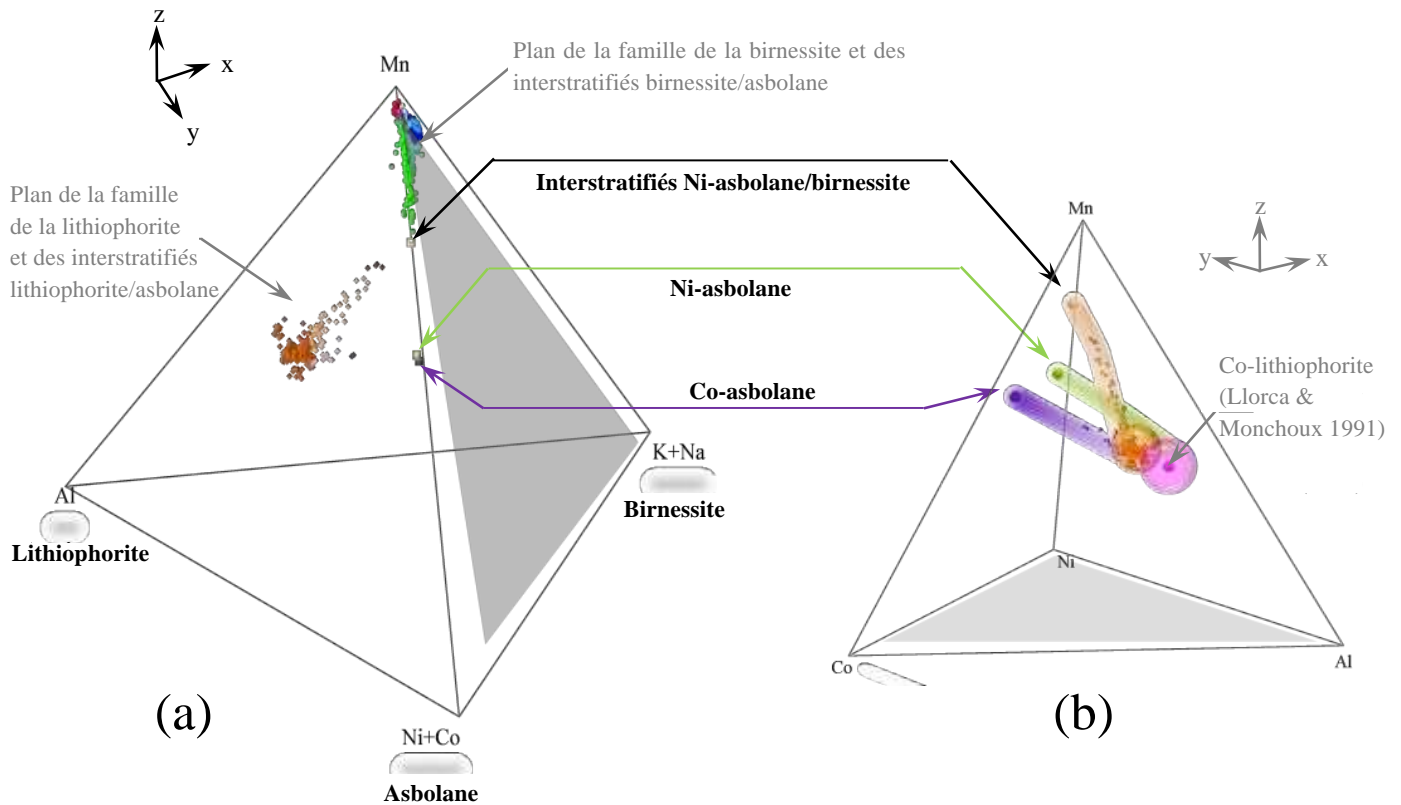 z
x
y
Mn
Plan de la famille de la birnessite et des
interstratifiés birnessite/asbolane
Plan de la famille
de la lithiophorite
et des interstratifiés
lithiophorite/asbolane
Interstratifiés Ni-asbolane/birnessite
Ni-asbolane
Co-asbolane
Al
Lithiophorite
K+Na
Birnessite
Ni+Co
Asbolane
(a)
Mn
z
y
x
Co-lithiophorite
(Llorca &
Monchoux 1991)
Ni
Co
Al
(b)